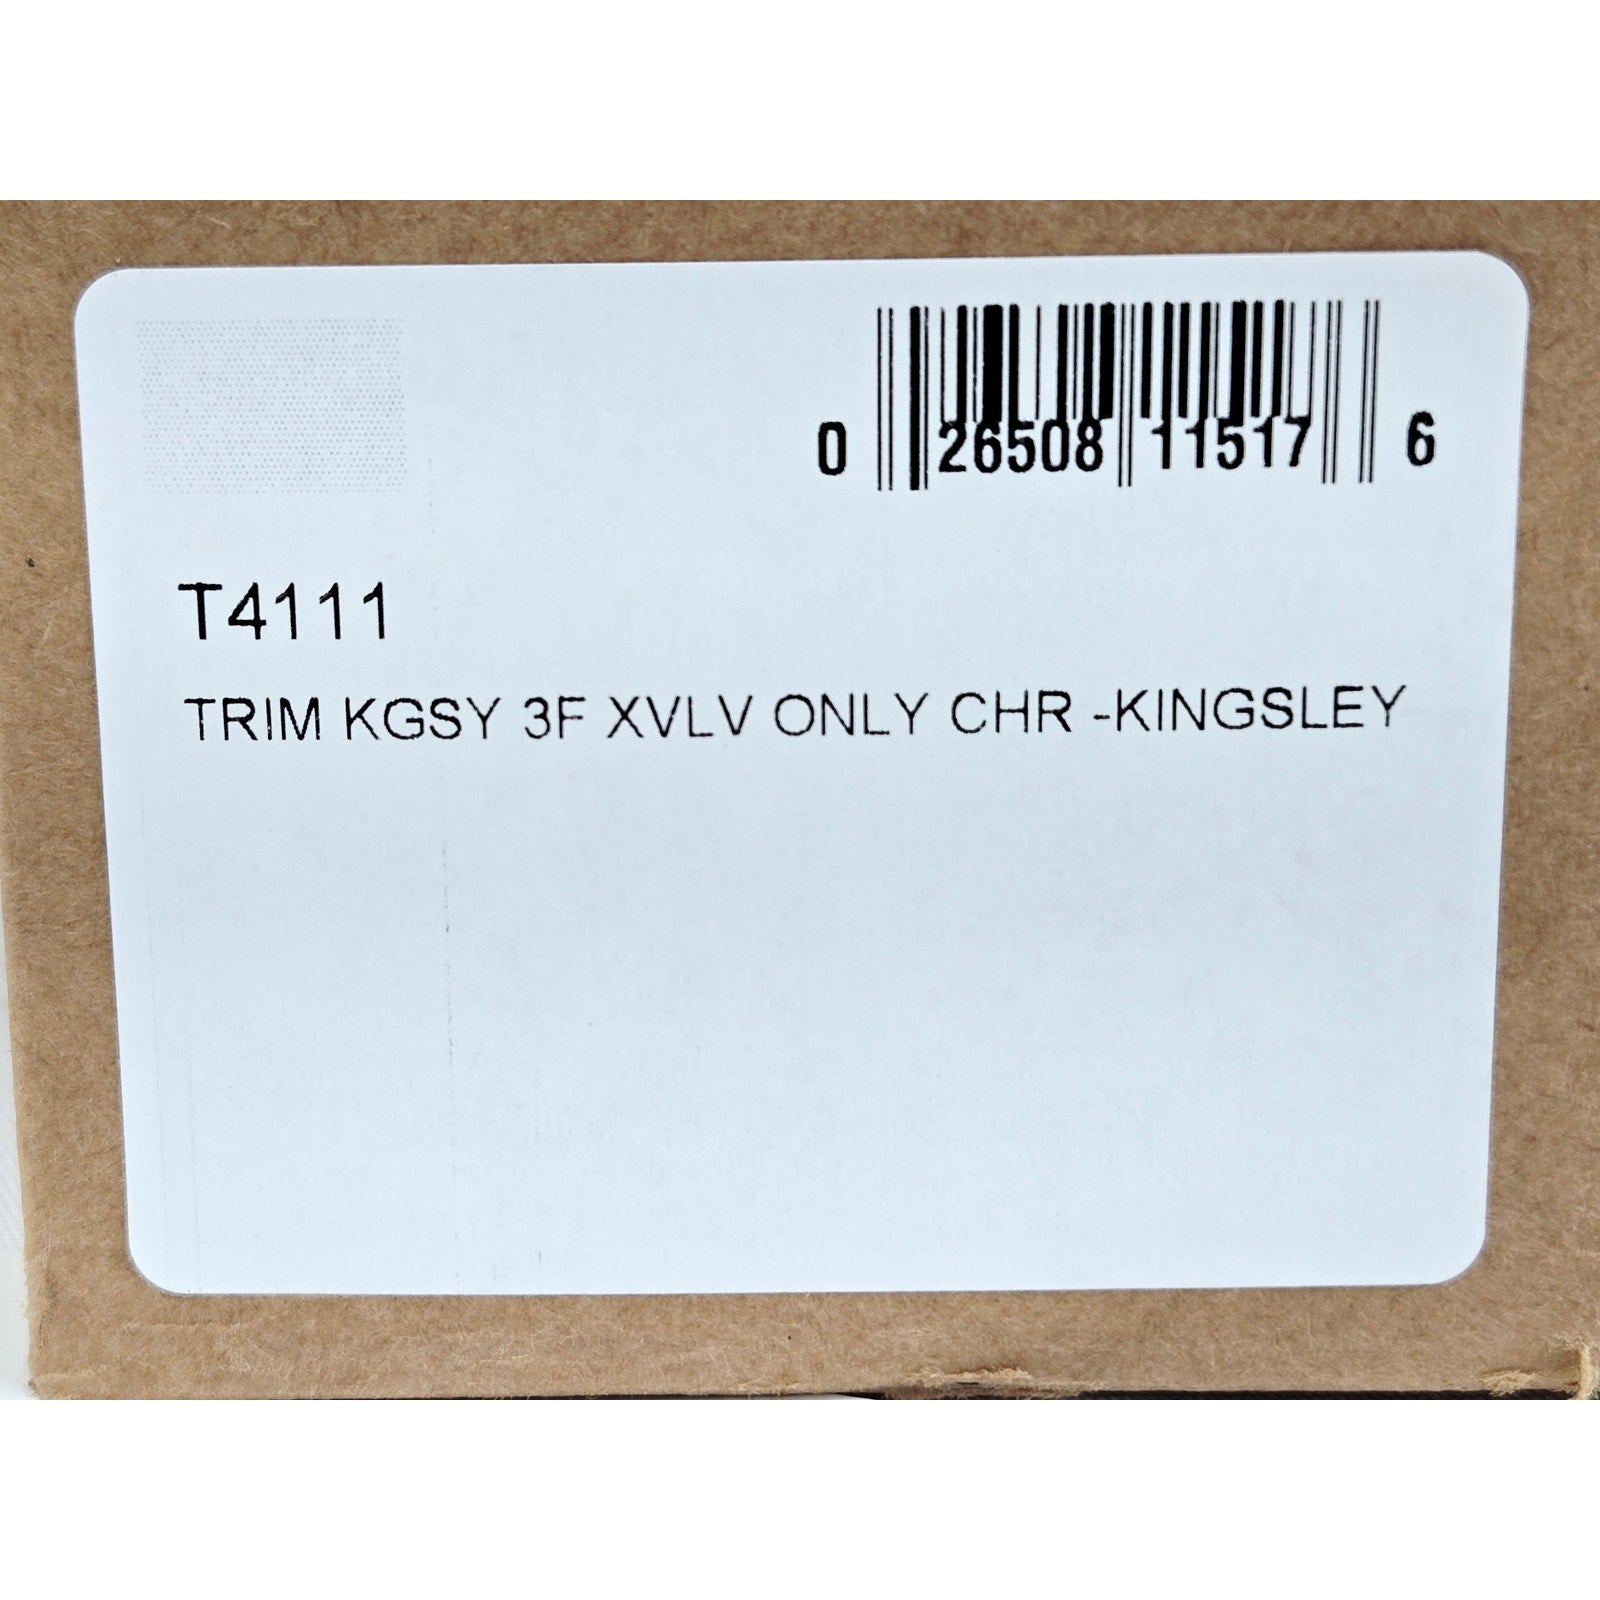 0 26508 11517 6
T4111
TRIM KGSY 3F XVLV ONLY CHR -KINGSLEY